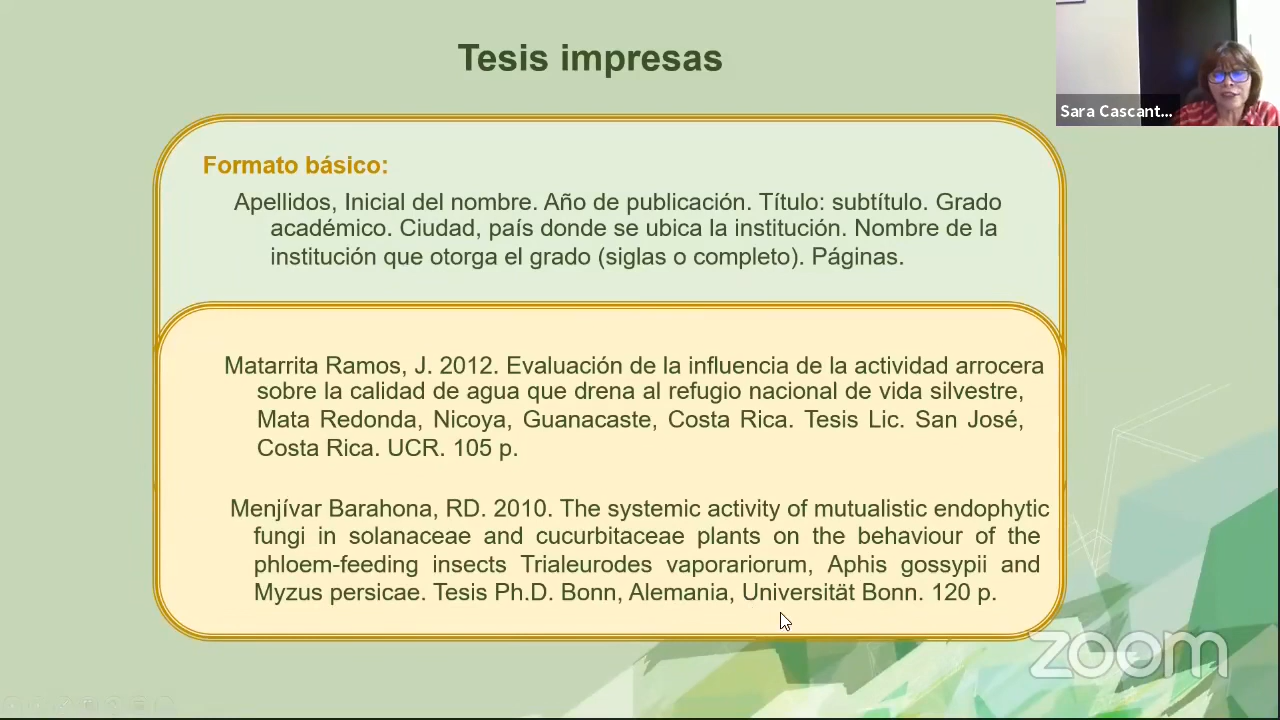 Tesis impresas
Sara Cascant...
Formato básico:
Apellidos, Inicial del nombre. Año de publicación. Título: subtítulo. Grado
académico. Ciudad, país donde se ubica la institución. Nombre de la
institución que otorga el grado (siglas o completo). Páginas.
Matarrita Ramos, J. 2012. Evaluación de la influencia de la actividad arrocera
sobre la calidad de agua que drena al refugio nacional de vida silvestre,
Mata Redonda, Nicoya, Guanacaste, Costa Rica. Tesis Lic. San José,
Costa Rica. UCR. 105 p.
Menjívar Barahona, RD. 2010. The systemic activity of mutualistic endophytic
fungi in solanaceae and cucurbitaceae plants on the behaviour of the
phloem-feeding insects Trialeurodes vaporariorum, Aphis gossypii and
Myzus persicae. Tesis Ph.D. Bonn, Alemania, Universität Bonn. 120 p.
zoom